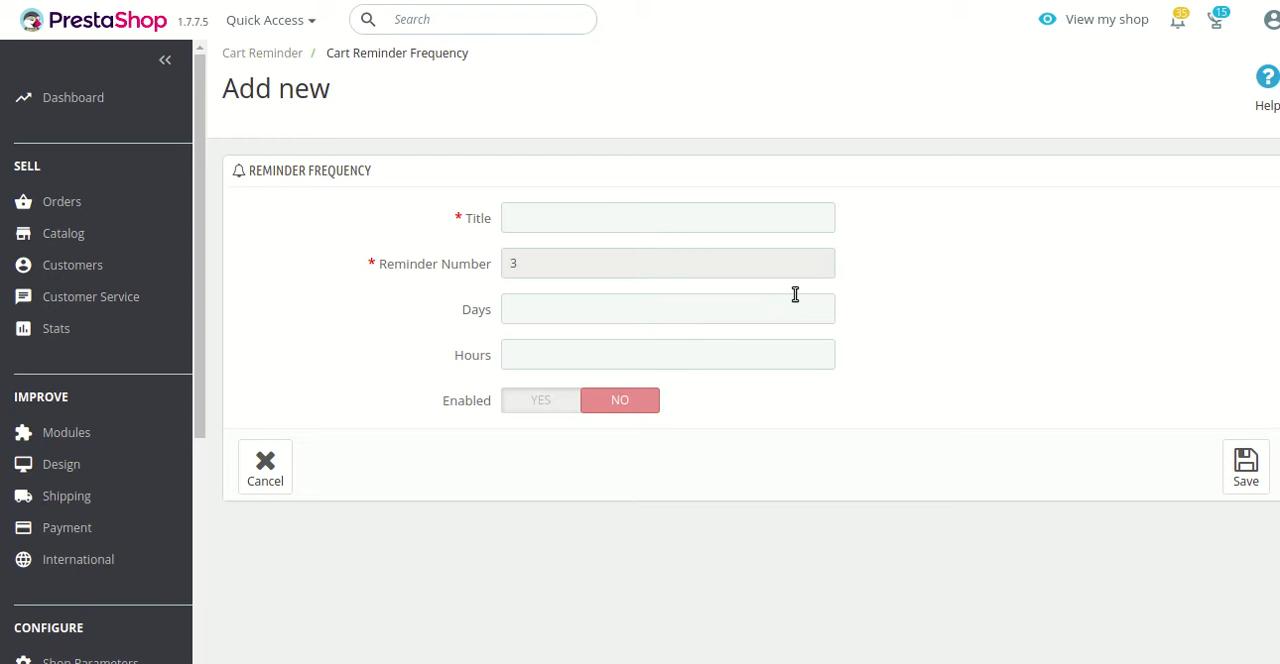 PrestaShop 1.7.7.5 Quick Access Search View my shop 35 15
Cart Reminder / Cart Reminder Frequency
Add new
Help
Dashboard
SELL
Orders
Catalog
Customers
Customer Service
Stats
IMPROVE
Modules
Design
Shipping
Payment
International
CONFIGURE
Shop Parameters
REMINDER FREQUENCY
* Title
* Reminder Number 3
Days
Hours
Enabled YES NO
Cancel
Save